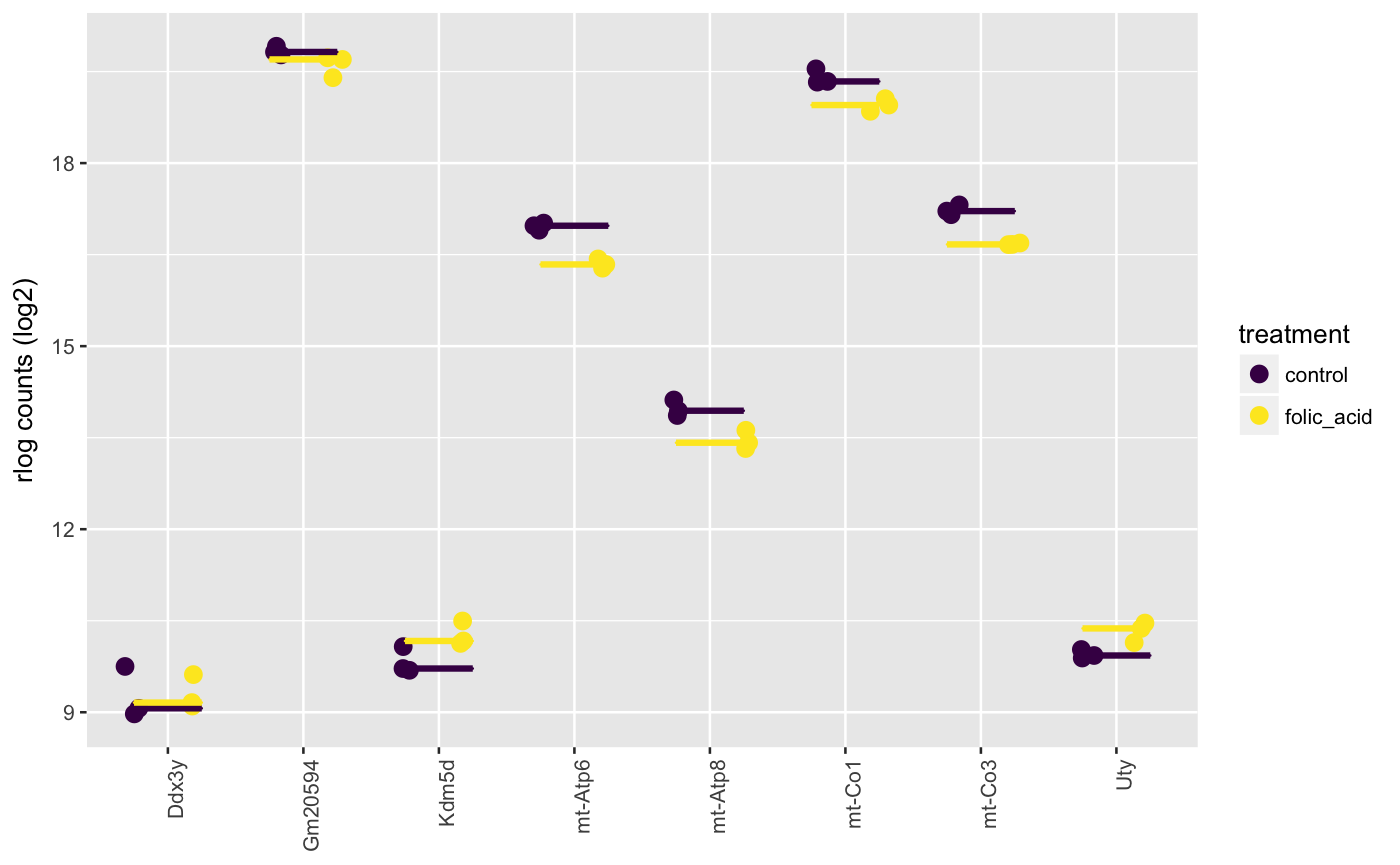 rlog counts (log2)
18
15
12
9
Ddx3y
Gm20594
Kdm5d
mt-Atp6
mt-Atp8
mt-Co1
mt-Co3
Uty
treatment
control
folic_acid